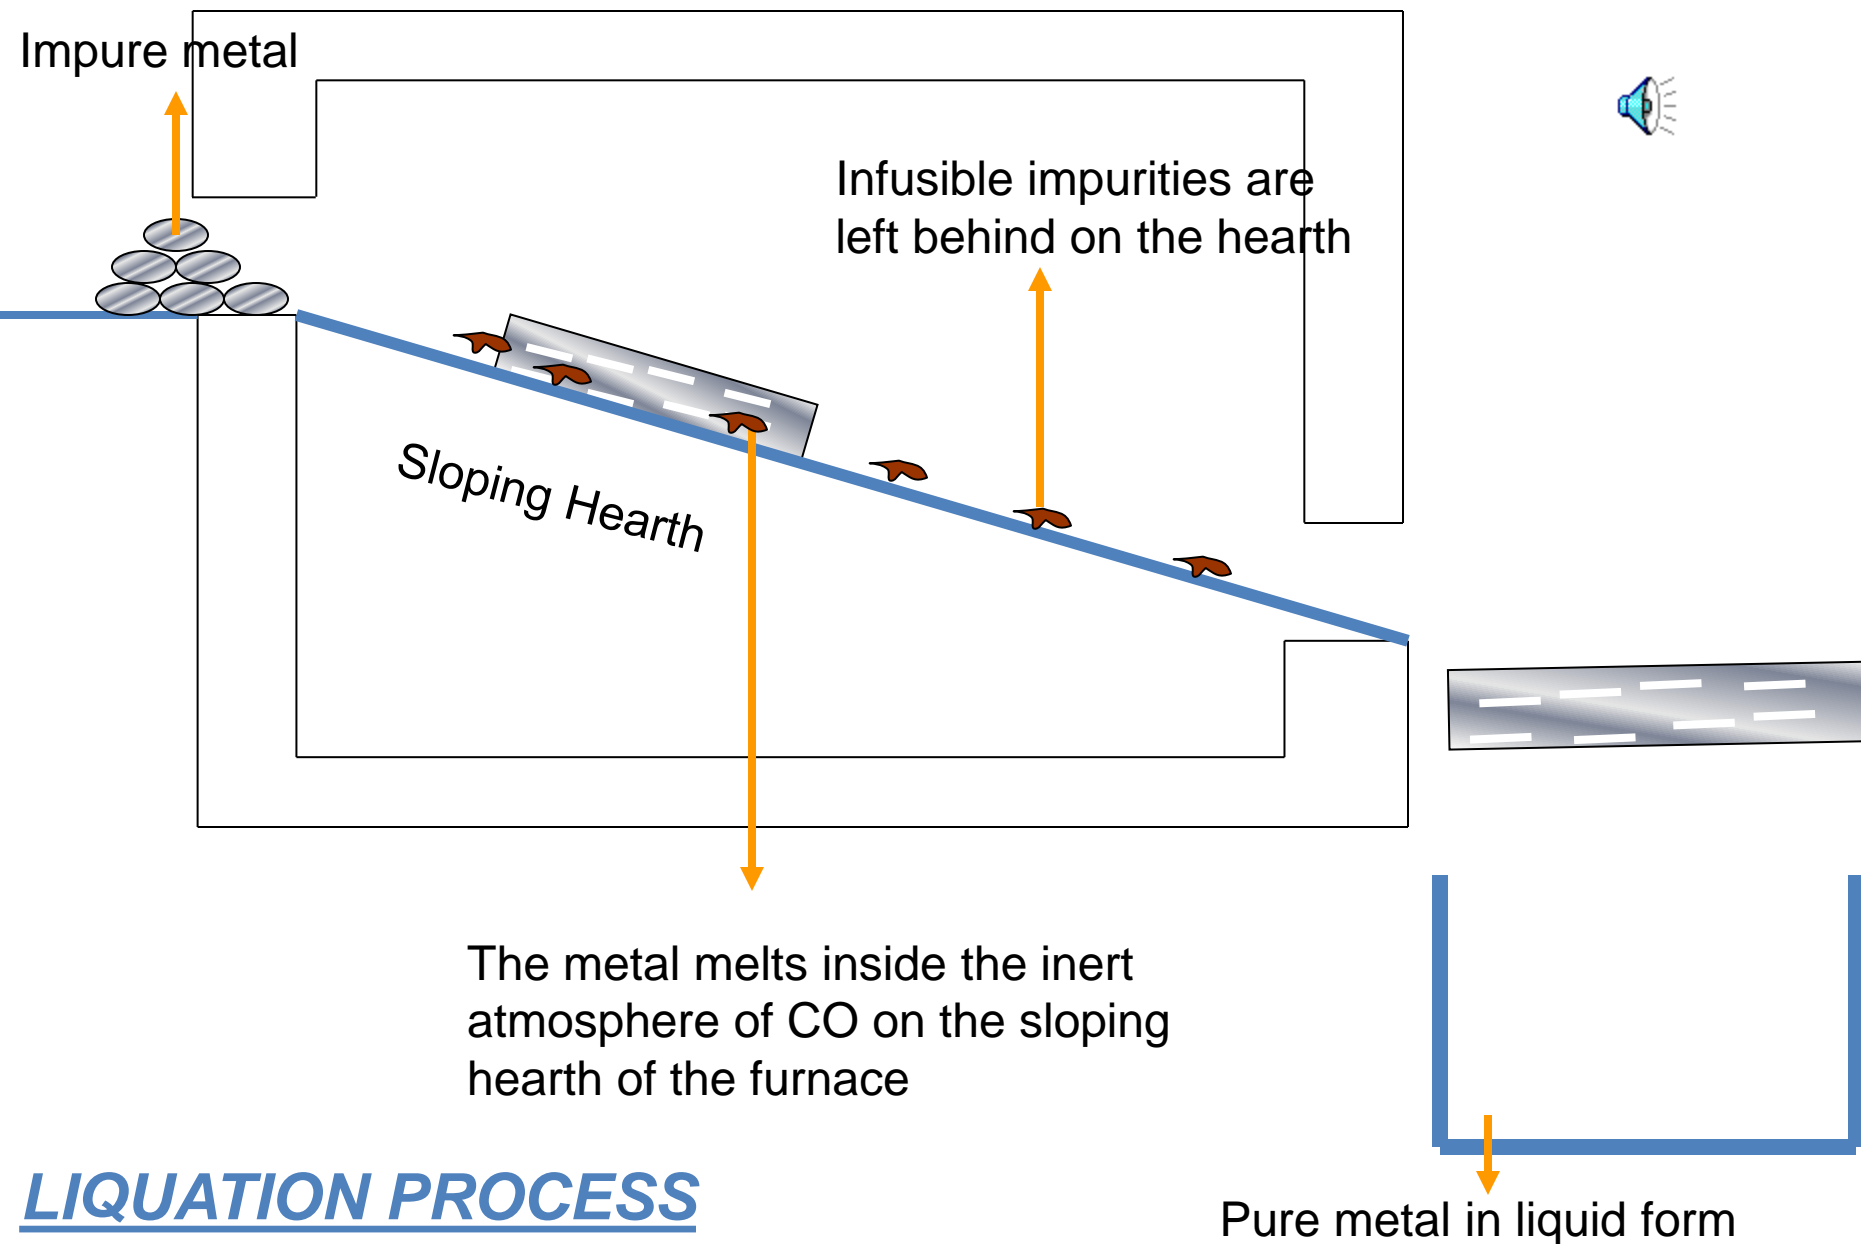 Impure metal
Infusible impurities are
left behind on the hearth
Sloping Hearth
The metal melts inside the inert
atmosphere of CO on the sloping
hearth of the furnace
LIQUATION PROCESS
Pure metal in liquid form